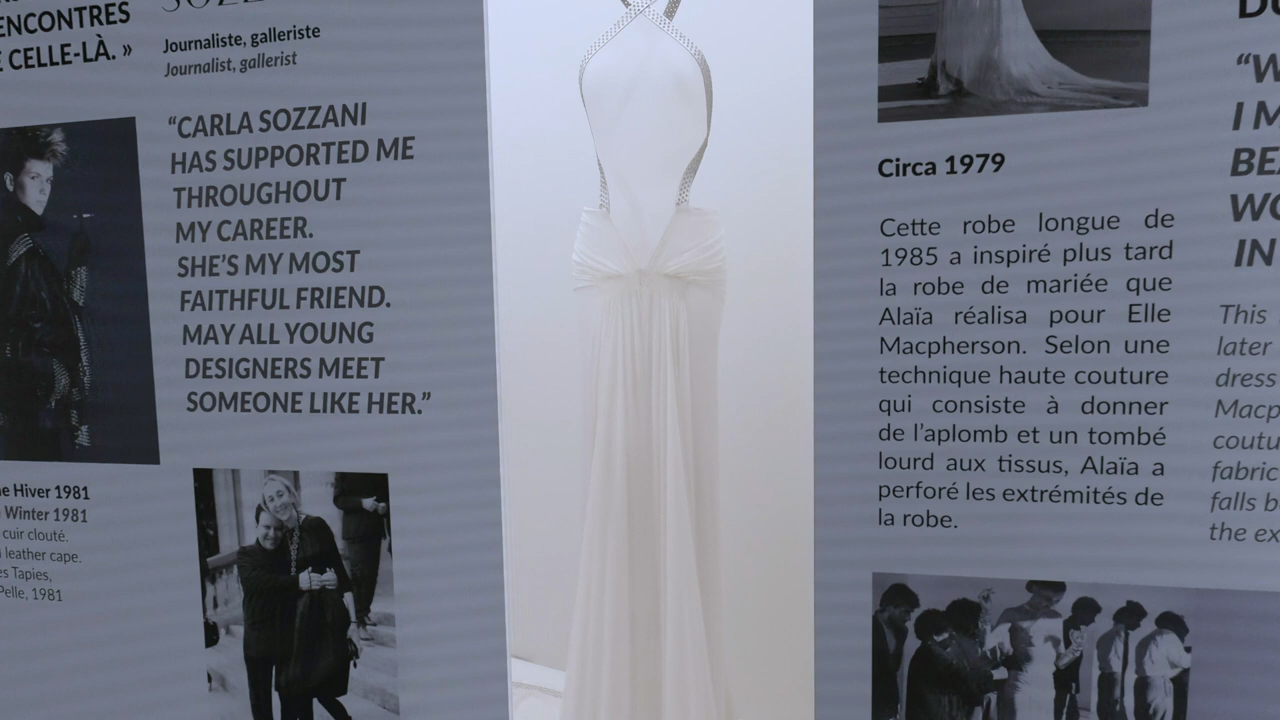 ENCONTRES
CELLE-LÀ. »
Journaliste, galleriste
Journalist, gallerist
“CARLA SOZZANI
HAS SUPPORTED ME
THROUGHOUT
MY CAREER.
SHE’S MY MOST
FAITHFUL FRIEND.
MAY ALL YOUNG
DESIGNERS MEET
SOMEONE LIKE HER.”
Hiver 1981
Winter 1981
cuir clouté.
leather cape.
Tapies,
Pelle, 1981
Circa 1979
Cette robe longue de
1985 a inspiré plus tard
la robe de mariée que
Alaïa réalisa pour Elle
Macpherson. Selon une
technique haute couture
qui consiste à donner
de l’aplomb et un tombé
lourd aux tissus, Alaïa a
perforé les extrémités de
la robe.
“W
I M
BEA
WO
IN
This
later
dress
Macp
coutu
fabric
falls b
the ex